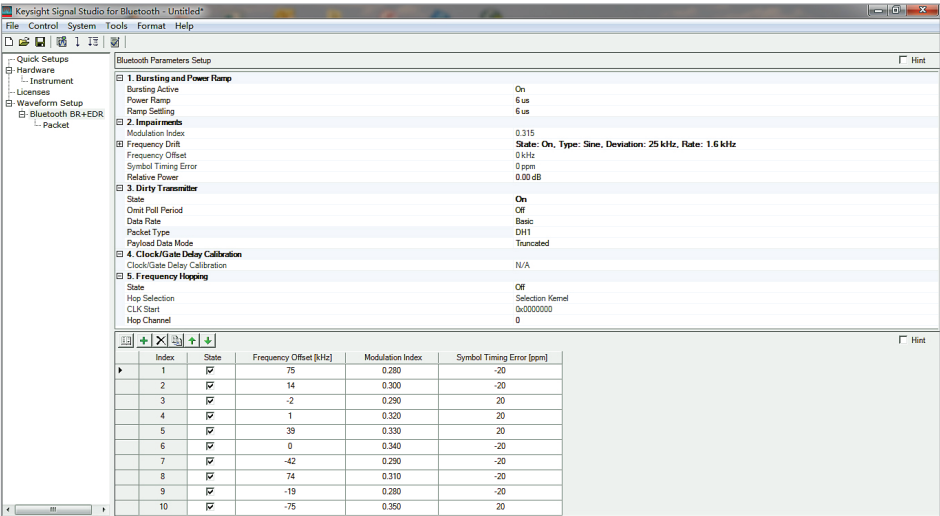 Keysight Signal Studio for Bluetooth - Untitled*
File Control System Tools Format Help
Quick Setups
Hardware
Instrument
Licenses
Waveform Setup
Bluetooth BR+EDR
Packet
Bluetooth Parameters Setup Hint
1. Bursting and Power Ramp
Bursting Active On
Power Ramp 6 us
Ramp Settling 6 us
2. Impairments
Modulation Index 0.315
Frequency Drift State: On, Type: Sine, Deviation: 25 kHz, Rate: 1.6 kHz
Frequency Offset 0 kHz
Symbol Timing Error 0 ppm
Relative Power 0.00 dB
3. Dirty Transmitter
State On
Omit Poll Period Off
Data Rate Basic
Packet Type DH1
Payload Data Mode Truncated
4. Clock/Gate Delay Calibration
Clock/Gate Delay Calibration N/A
5. Frequency Hopping
State Off
Hop Selection Selection Kernel
CLK Start 0x0000000
Hop Channel 0
Hint
Index State Frequency Offset [kHz] Modulation Index Symbol Timing Error [ppm]
1 75 0.280 -20
2 14 0.300 -20
3 -2 0.290 20
4 1 0.320 20
5 39 0.330 20
6 0 0.340 -20
7 -42 0.290 -20
8 74 0.310 -20
9 -19 0.280 -20
10 -75 0.350 20